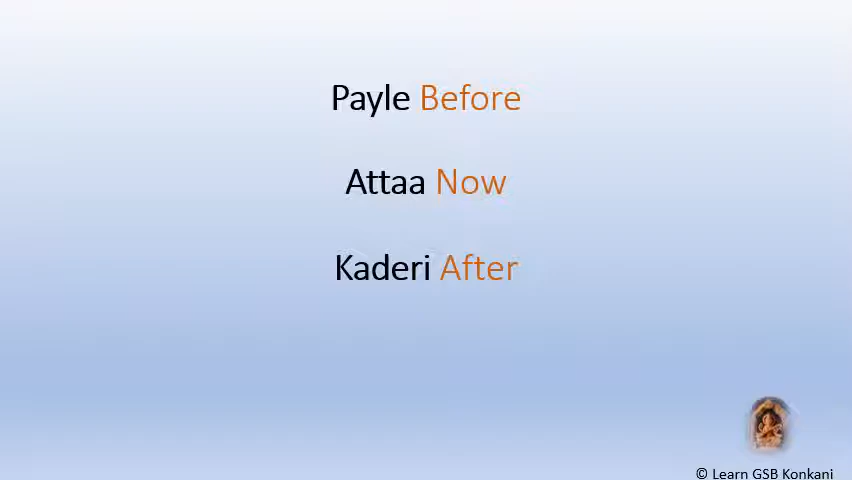 Payle Before
Attaa Now
Kaderi After
© Learn GSB Konkani